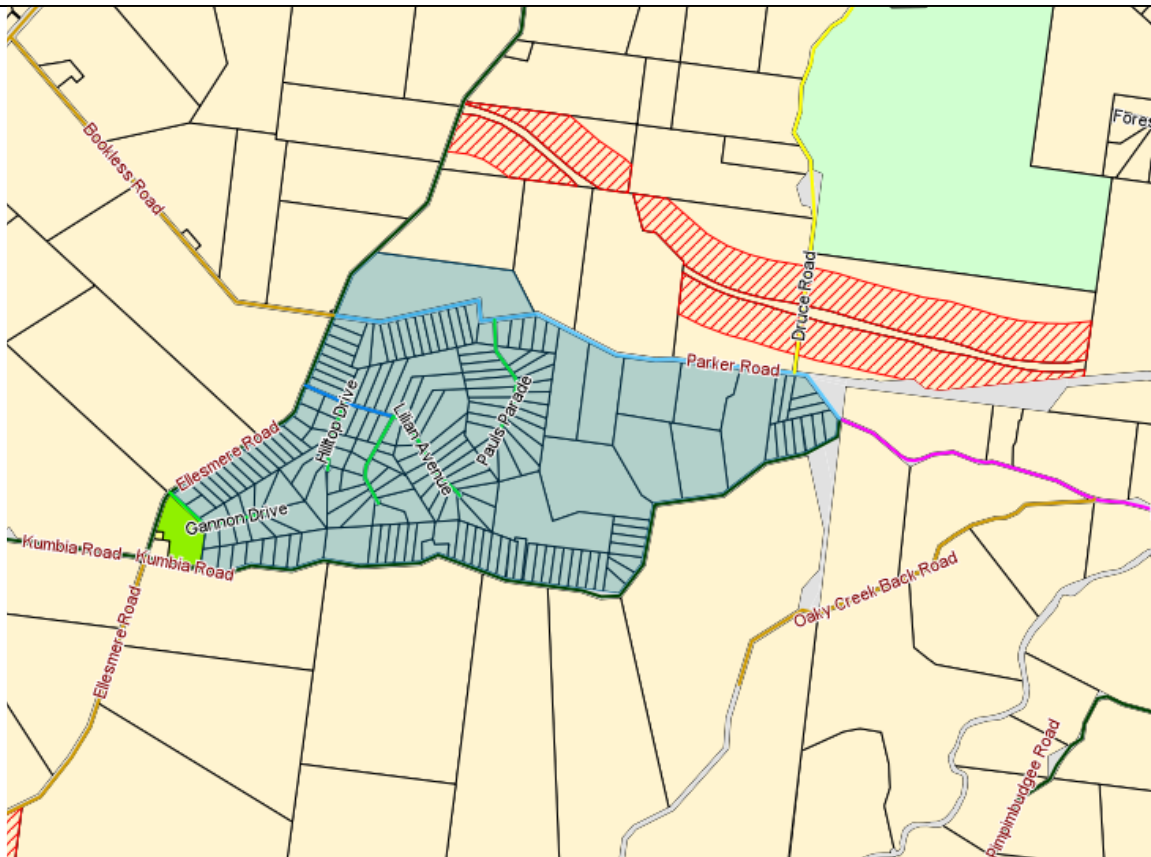 Fores
Bookless Road
Druce Road
Parker Road
Hilltop Drive
Lilian Avenue
Pauls Parade
Ellesmere Road
Gannon Drive
Kumbia Road
Kumbia Road
Oaky Creek Back Road
Ellesmere Road
Pimpimbudgee Road